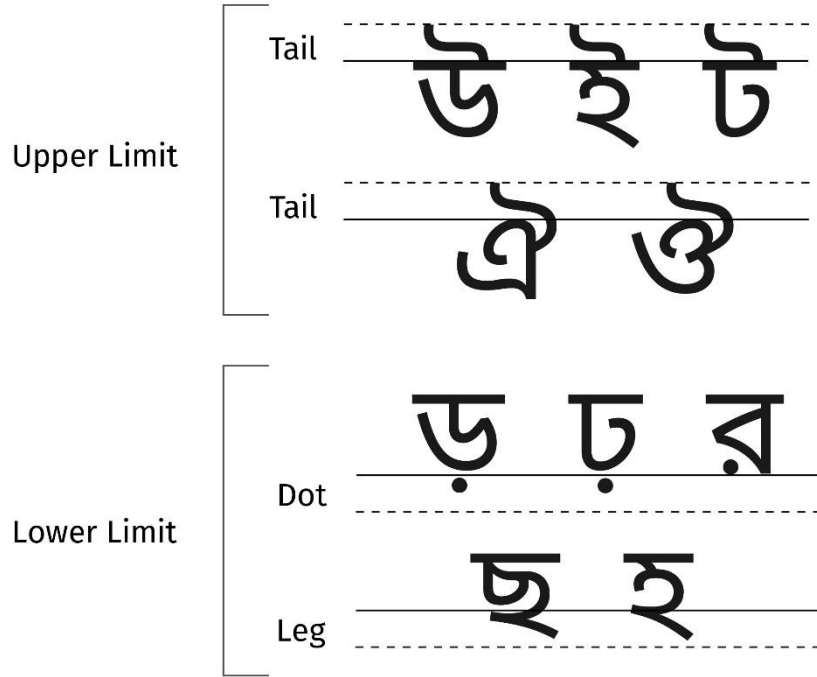 Tail উ ই ট
Upper Limit
Tail ঐ ঔ
ড় ঢ় র
Dot
Lower Limit
ছ হ
Leg